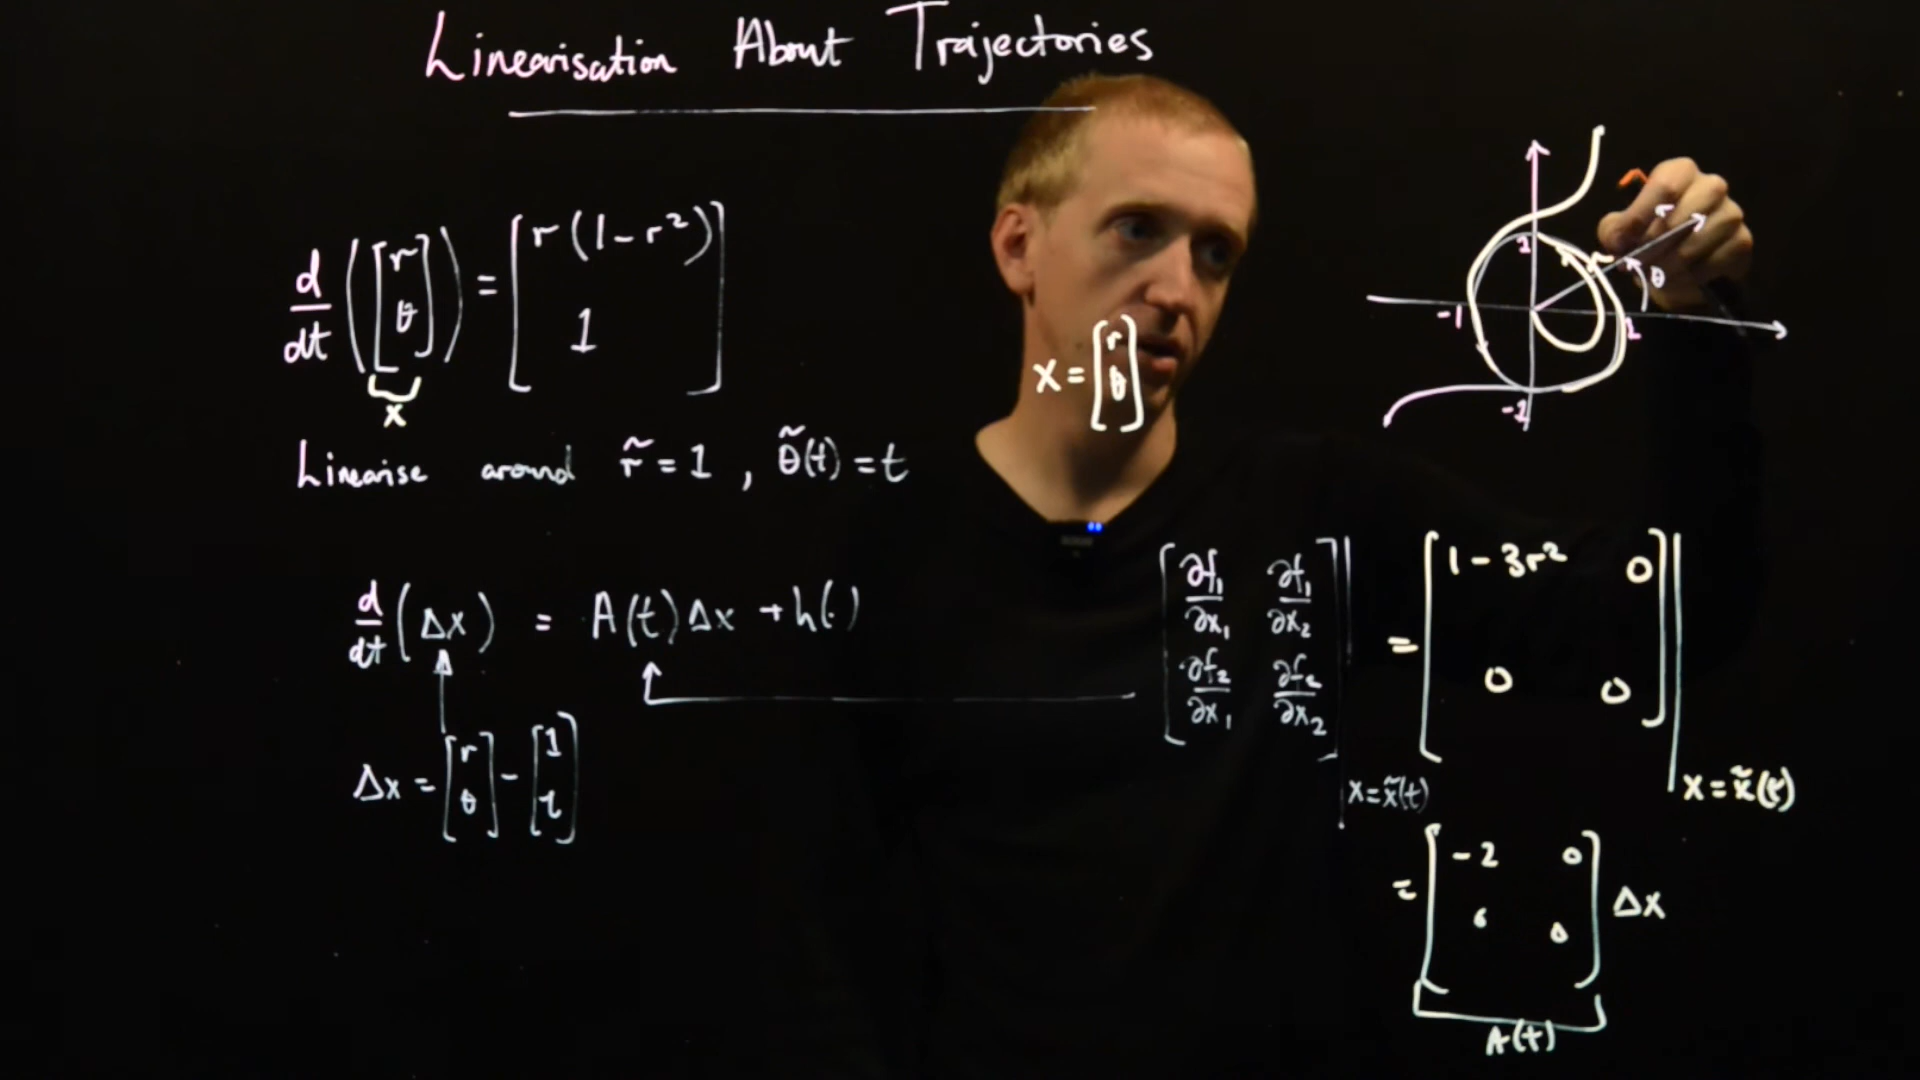 Linearisation About Trajectories
d/dt ([r θ]) = [r(1-r²) 1]
x
x = [r θ]
Linearise around r̃ = 1, θ̃(t) = t
d/dt (Δx) = A(t)Δx + h(·)
Δx = [r θ] - [1 t]
[∂f₁/∂x₁ ∂f₁/∂x₂ ∂f₂/∂x₁ ∂f₂/∂x₂] | x=x̃(t)
= [1-3r² 0 0 0] | x=x̃(t)
= [-2 0 0 0] Δx
A(t)
1
r
θ
-1
1
-1